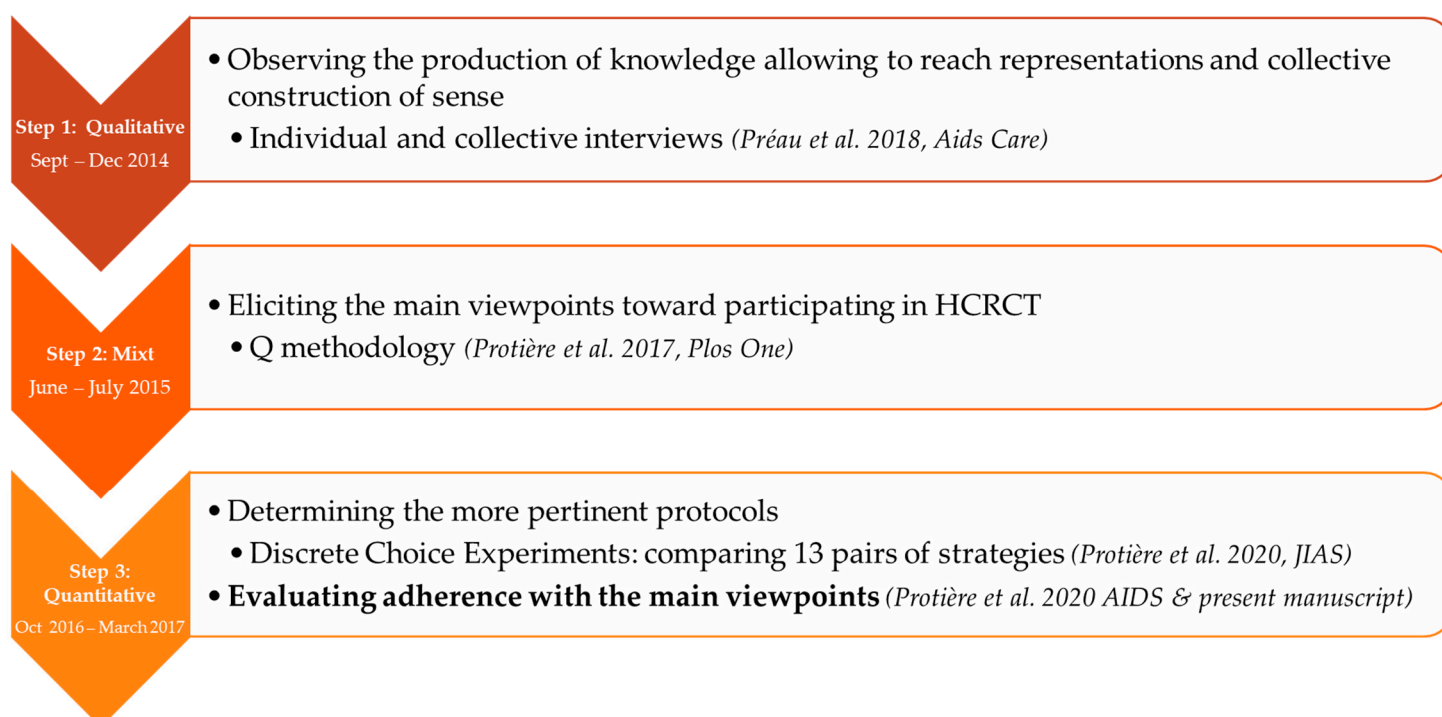 Step 1: Qualitative
Sept – Dec 2014
• Observing the production of knowledge allowing to reach representations and collective
construction of sense
• Individual and collective interviews (Préau et al. 2018, Aids Care)
Step 2: Mixt
June – July 2015
• Eliciting the main viewpoints toward participating in HCRCT
• Q methodology (Protière et al. 2017, Plos One)
Step 3:
Quantitative
Oct 2016 – March 2017
• Determining the more pertinent protocols
• Discrete Choice Experiments: comparing 13 pairs of strategies (Protière et al. 2020, JIAS)
• Evaluating adherence with the main viewpoints (Protière et al. 2020 AIDS & present manuscript)